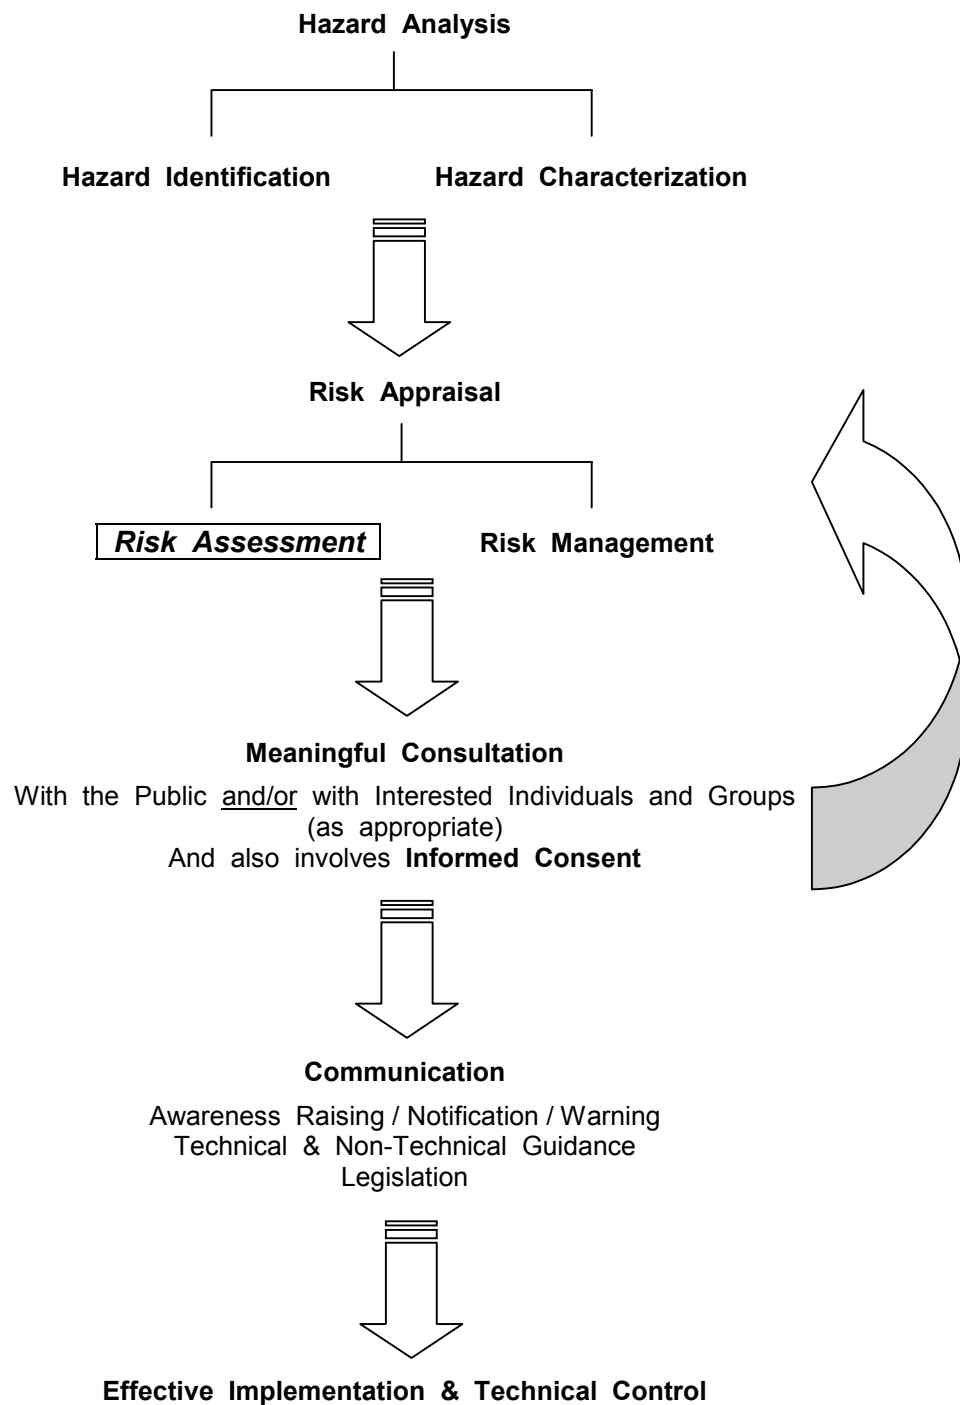 Hazard Analysis
Hazard Identification Hazard Characterization
Risk Appraisal
Risk Assessment Risk Management
Meaningful Consultation
With the Public and/or with Interested Individuals and Groups
(as appropriate)
And also involves Informed Consent
Communication
Awareness Raising / Notification / Warning
Technical & Non-Technical Guidance
Legislation
Effective Implementation & Technical Control